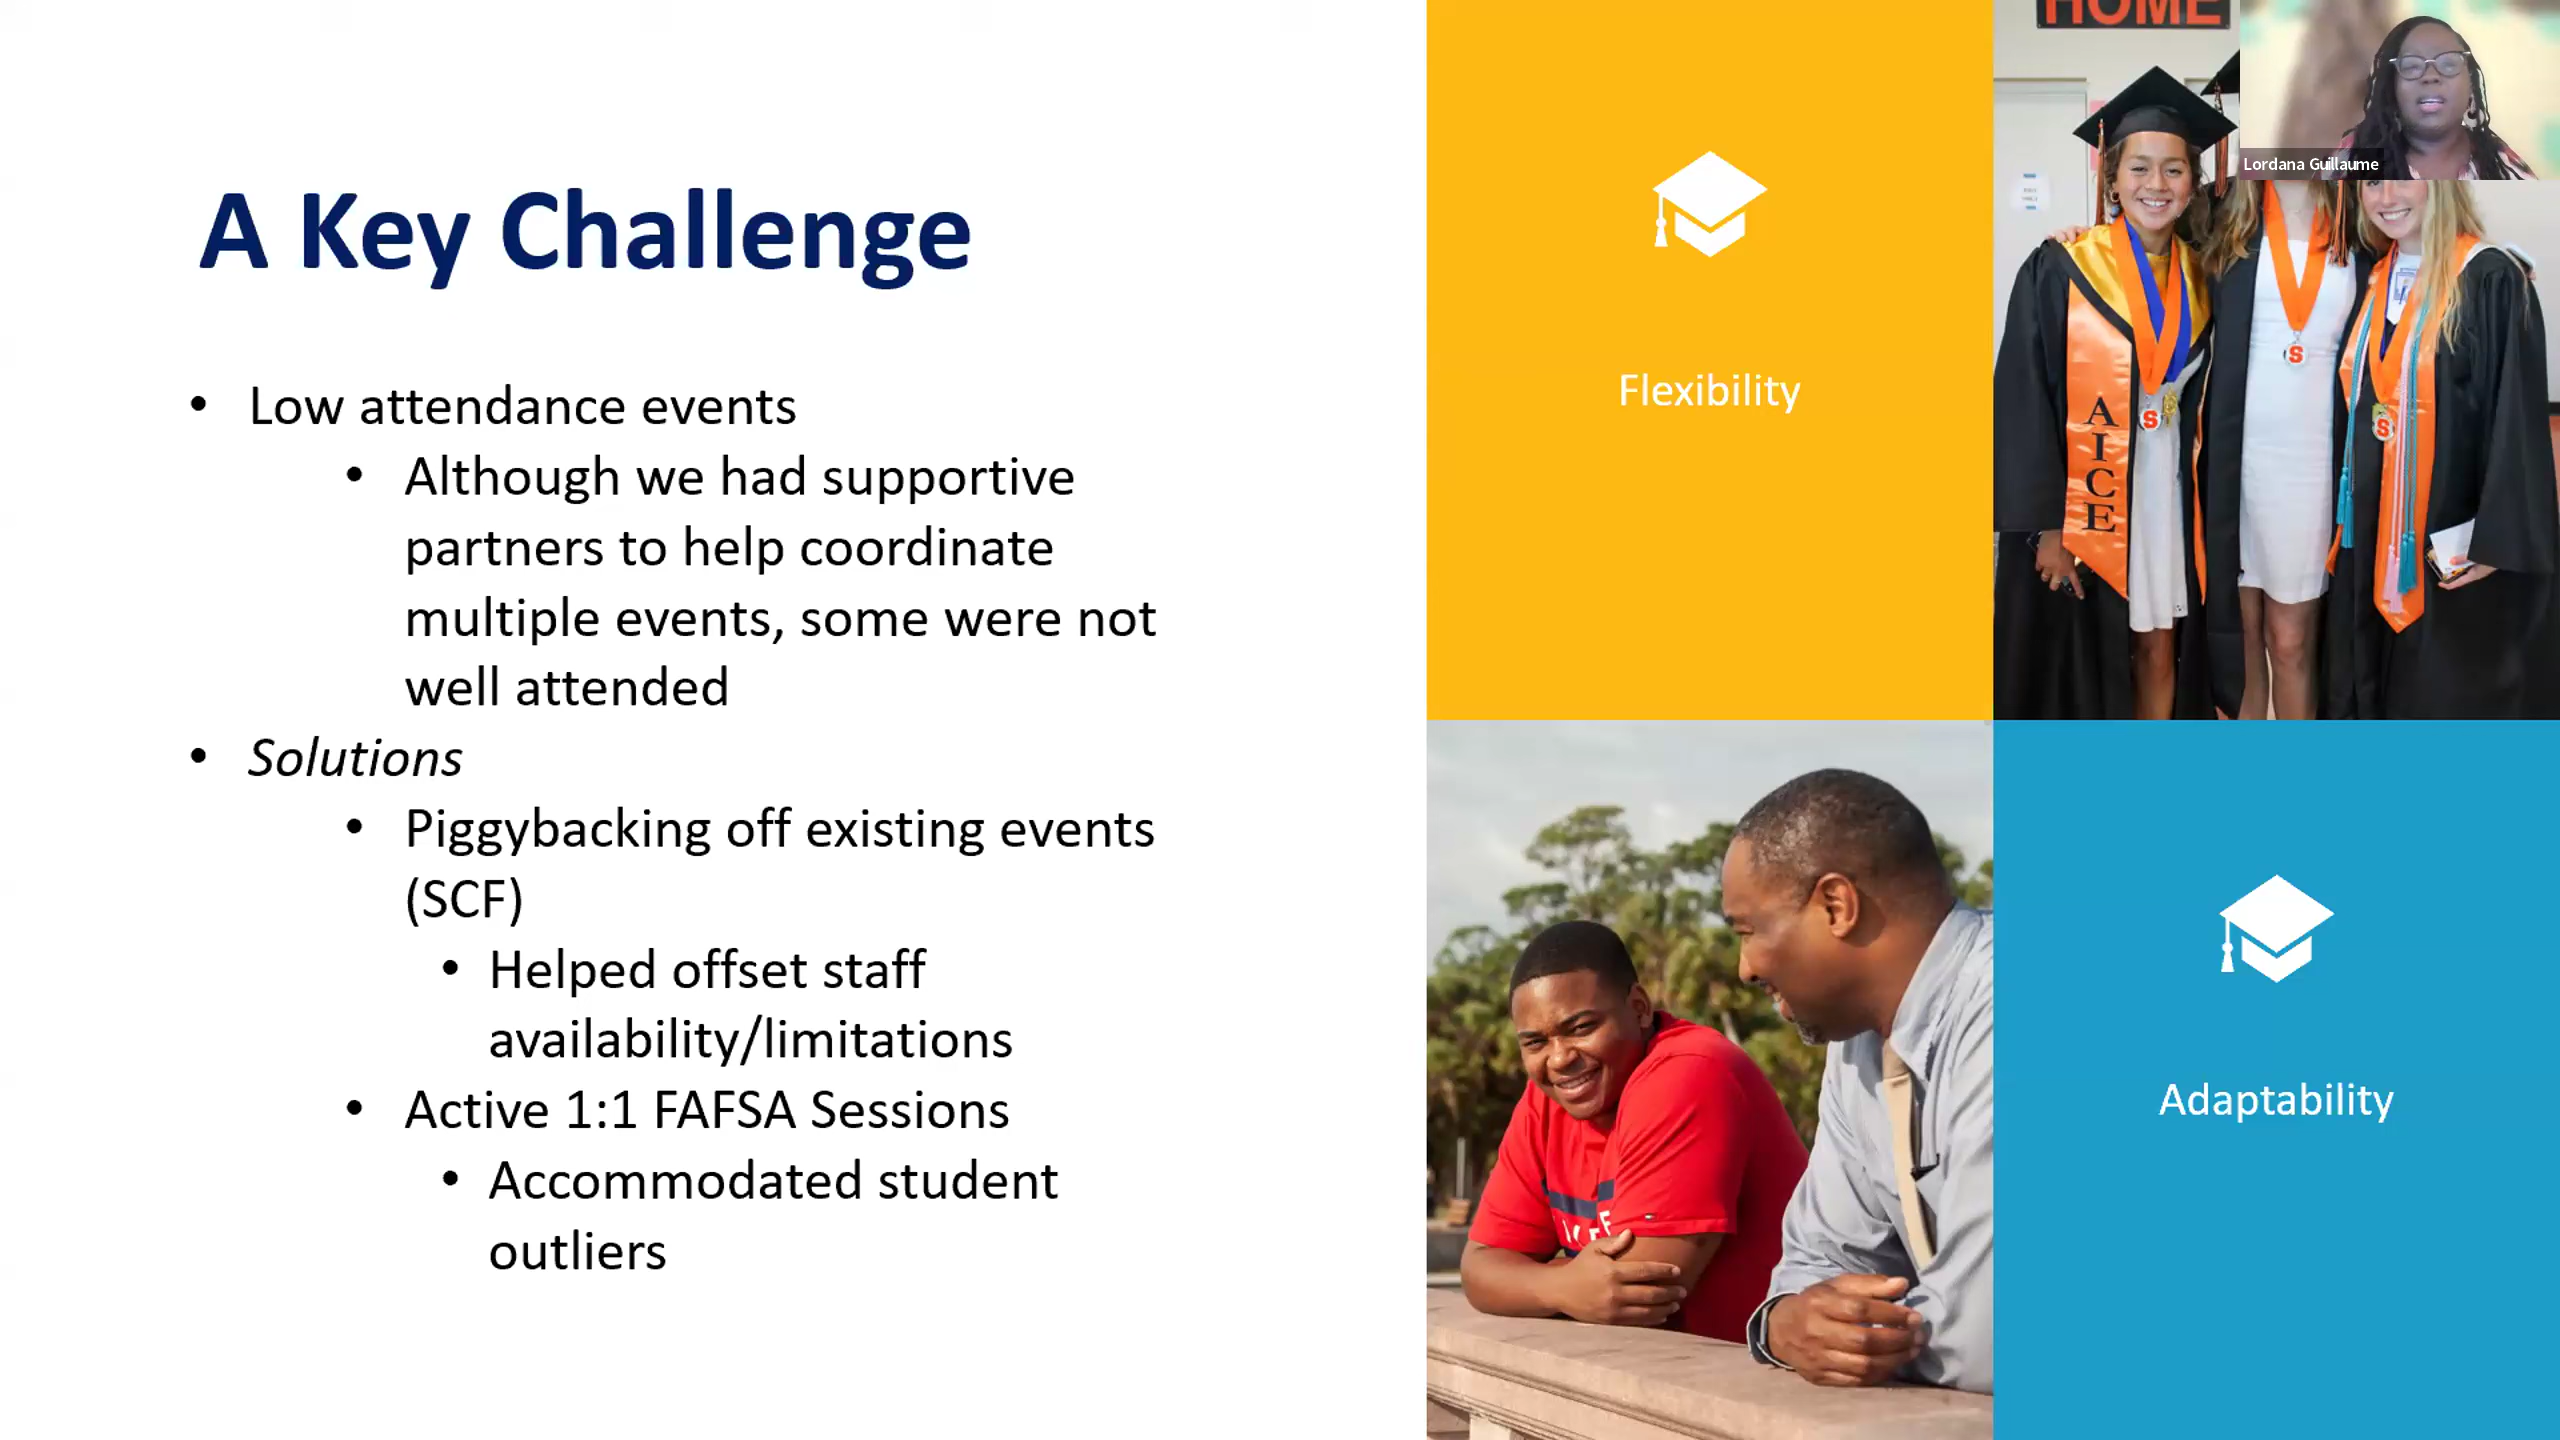 A Key Challenge
• Low attendance events
• Although we had supportive
partners to help coordinate
multiple events, some were not
well attended
• Solutions
• Piggybacking off existing events
(SCF)
• Helped offset staff
availability/limitations
• Active 1:1 FAFSA Sessions
• Accommodated student
outliers
Flexibility
HOME
Lordana Guillaume
AICE
S
S
S
Adaptability